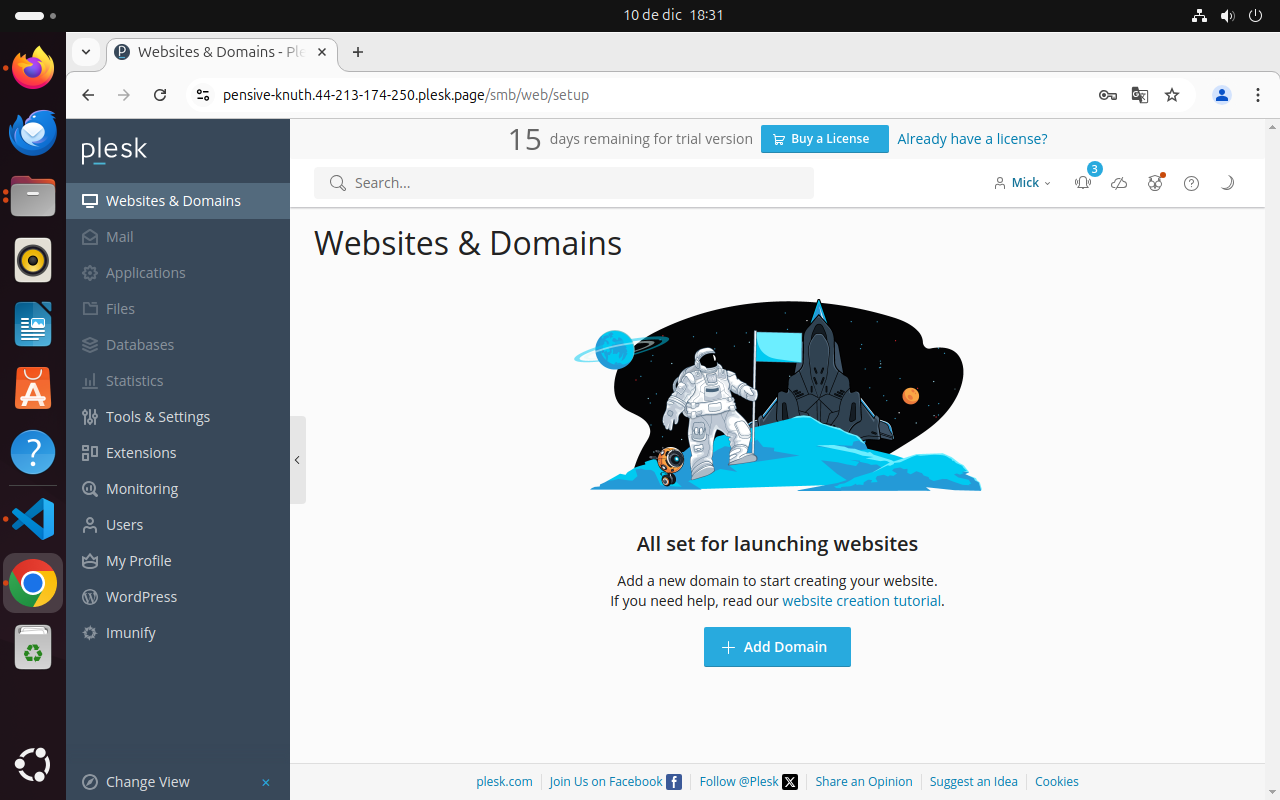 10 de dic 18:31
Websites & Domains - Ple
pensive-knuth.44-213-174-250.plesk.page/smb/web/setup
plesk
Websites & Domains
Mail
Applications
Files
Databases
Statistics
Tools & Settings
Extensions
Monitoring
Users
My Profile
WordPress
Imunify
Change View
15 days remaining for trial version
Buy a License
Already have a license?
Search...
Mick
3
Websites & Domains
All set for launching websites
Add a new domain to start creating your website.
If you need help, read our website creation tutorial.
Add Domain
plesk.com
Join Us on Facebook
Follow @Plesk
Share an Opinion
Suggest an Idea
Cookies